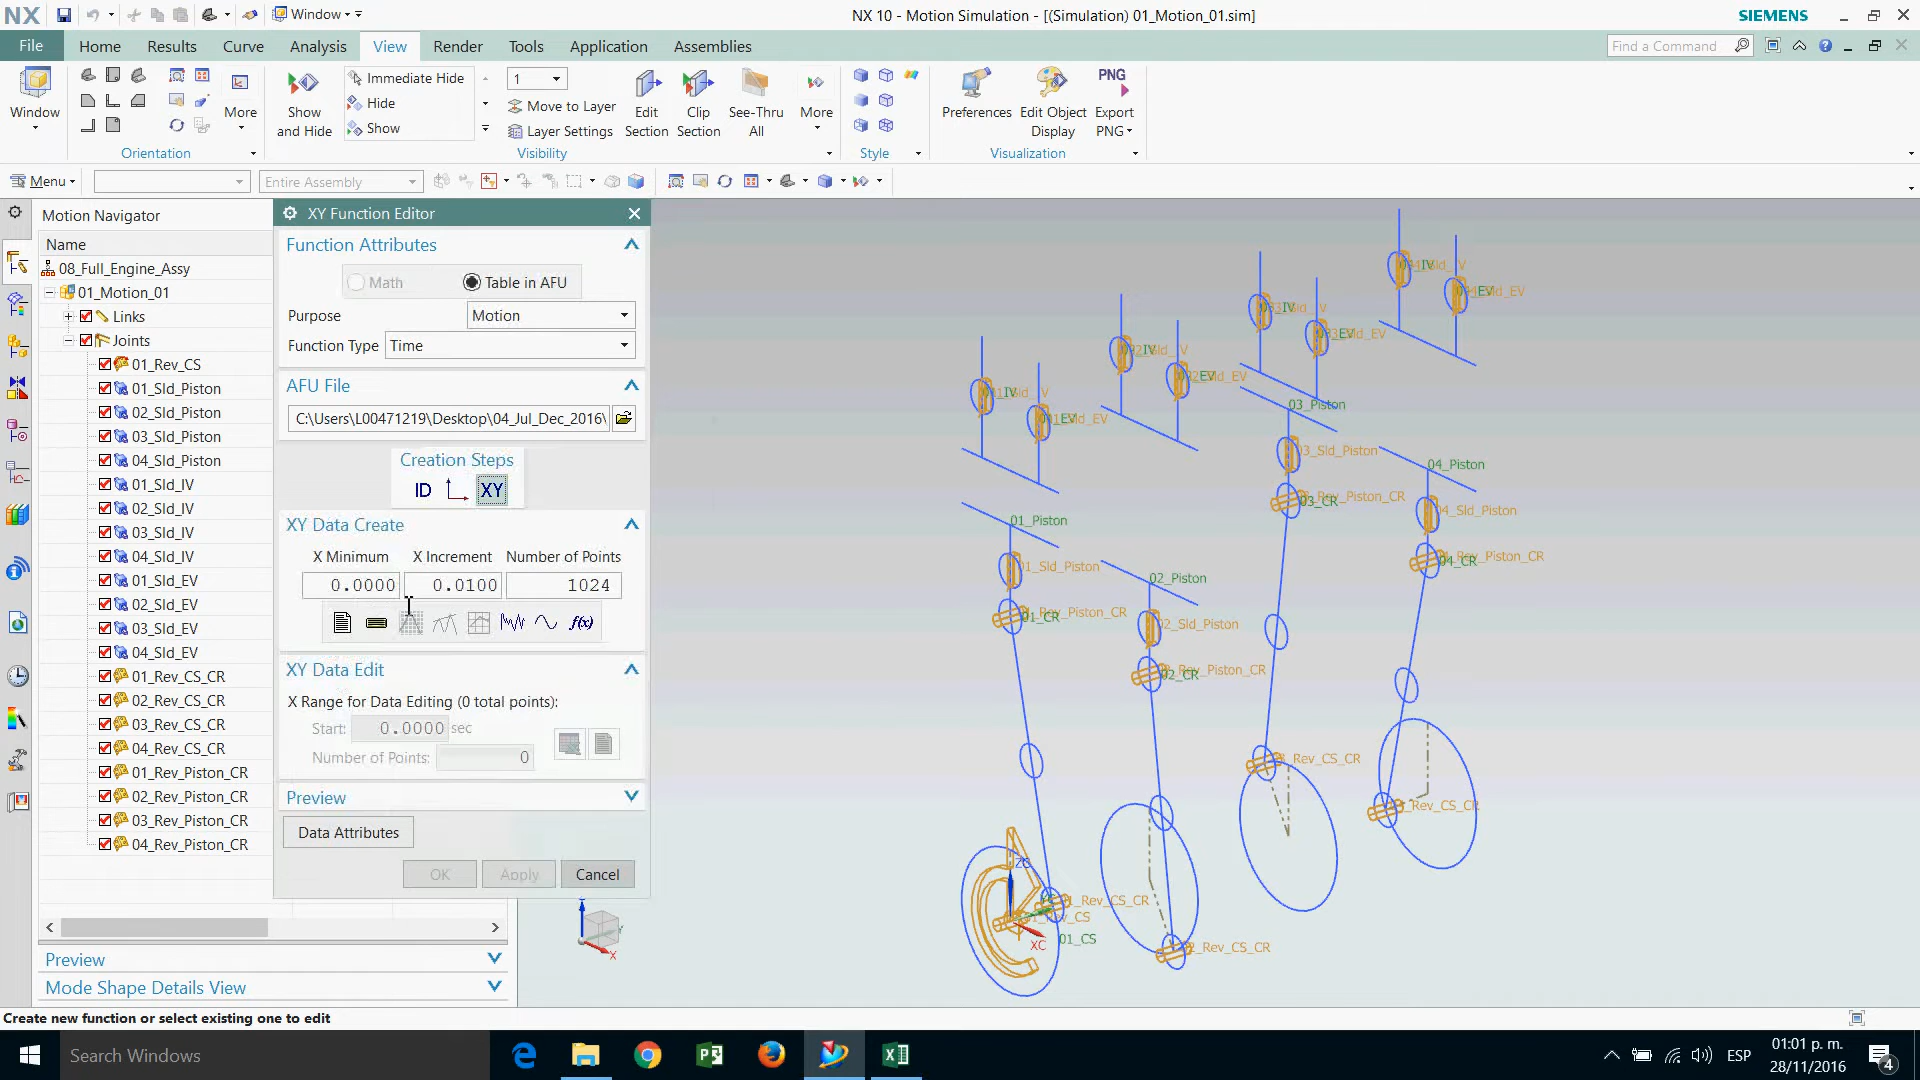 NX
Window
NX 10 - Motion Simulation - [(Simulation) 01_Motion_01.sim]
SIEMENS
File
Home
Results
Curve
Analysis
View
Render
Tools
Application
Assemblies
Find a Command
Window
More
Orientation
Show and Hide
Immediate Hide
Hide
Show
1
Move to Layer
Layer Settings
Edit Section
Clip Section
See-Thru All
More
Visibility
Style
Preferences
Edit Object Display
PNG
Export PNG
Visualization
Menu
Entire Assembly
Motion Navigator
Name
08_Full_Engine_Assy
01_Motion_01
Links
Joints
01_Rev_CS
01_Sld_Piston
02_Sld_Piston
03_Sld_Piston
04_Sld_Piston
01_Sld_IV
02_Sld_IV
03_Sld_IV
04_Sld_IV
01_Sld_EV
02_Sld_EV
03_Sld_EV
04_Sld_EV
01_Rev_CS_CR
02_Rev_CS_CR
03_Rev_CS_CR
04_Rev_CS_CR
01_Rev_Piston_CR
02_Rev_Piston_CR
03_Rev_Piston_CR
04_Rev_Piston_CR
Preview
Mode Shape Details View
XY Function Editor
Function Attributes
Math
Table in AFU
Purpose
Motion
Function Type
Time
AFU File
C:\Users\L00471219\Desktop\04_Jul_Dec_2016\
Creation Steps
ID
XY
XY Data Create
X Minimum
X Increment
Number of Points
0.0000
0.0100
1024
f(x)
XY Data Edit
X Range for Data Editing (0 total points):
Start:
0.0000
sec
Number of Points:
0
Preview
Data Attributes
OK
Apply
Cancel
03_Piston
04_Piston
01_Piston
02_Piston
03_CR
04_CR
01_CR
02_CR
01_CS
XC
X
Create new function or select existing one to edit
Search Windows
ESP
01:01 p. m.
28/11/2016
4